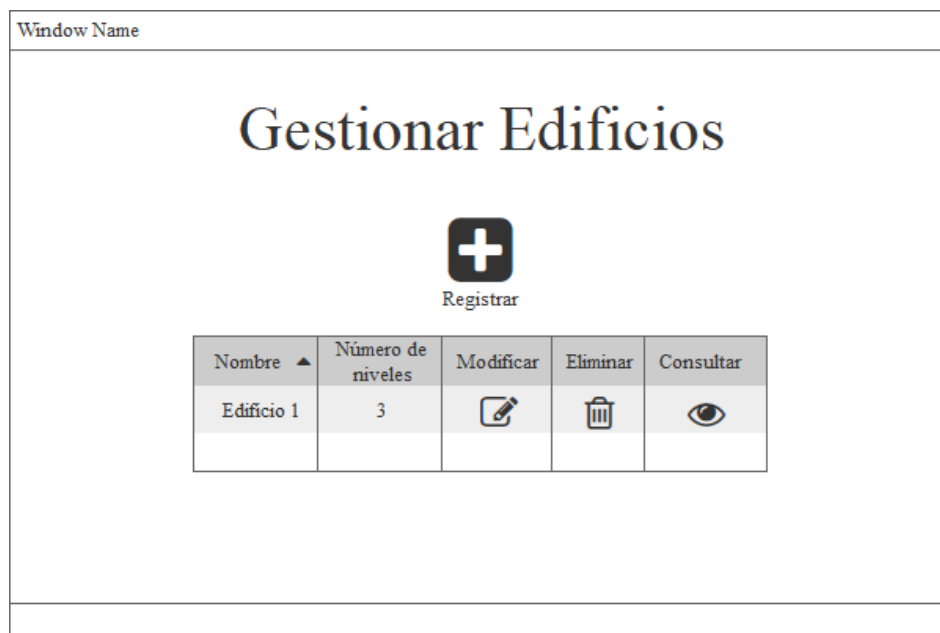 Window Name
Gestionar Edificios
Registrar
Nombre Número de niveles Modificar Eliminar Consultar
Edificio 1 3